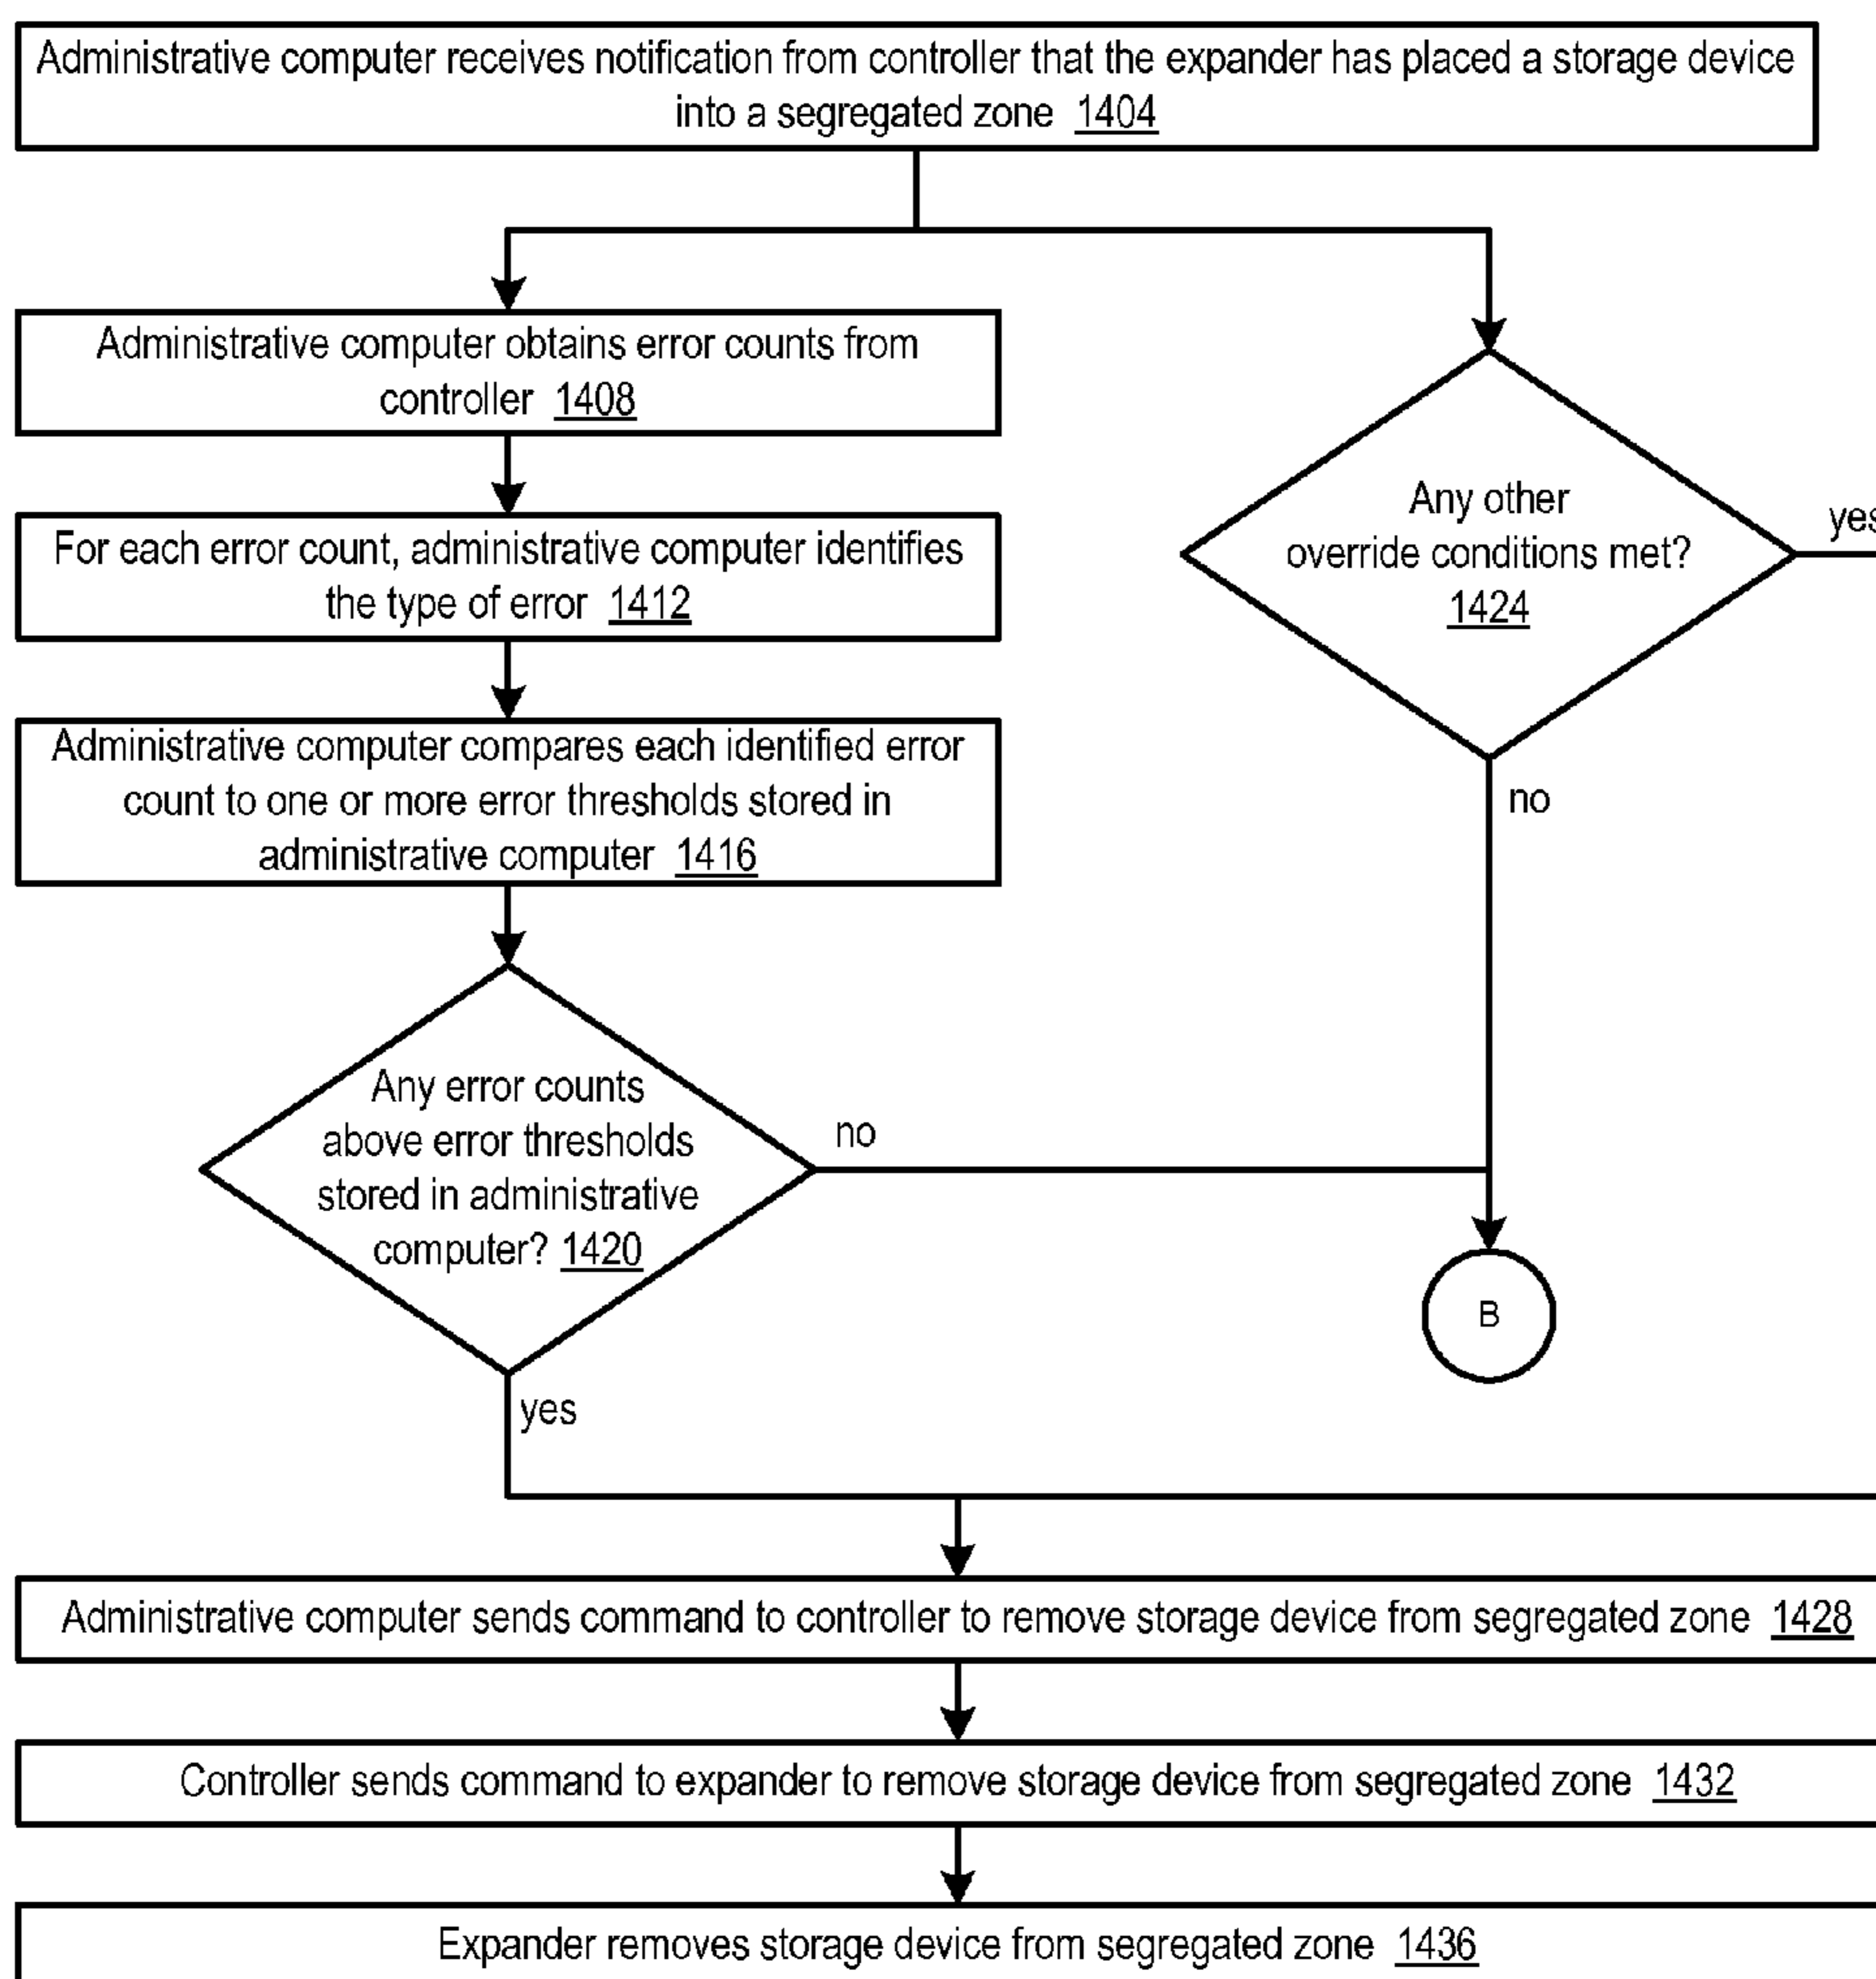 Administrative computer receives notification from controller that the expander has placed a storage device
into a segregated zone 1404
Administrative computer obtains error counts from
controller 1408
For each error count, administrative computer identifies
the type of error 1412
Administrative computer compares each identified error
count to one or more error thresholds stored in
administrative computer 1416
Any other
override conditions met?
1424
yes
no
Any error counts
above error thresholds
stored in administrative
computer? 1420
no
B
yes
Administrative computer sends command to controller to remove storage device from segregated zone 1428
Controller sends command to expander to remove storage device from segregated zone 1432
Expander removes storage device from segregated zone 1436